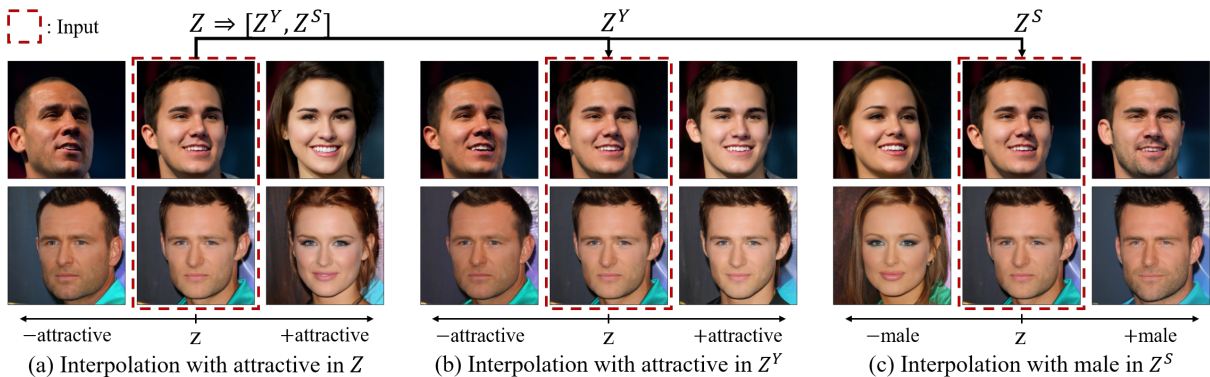 : Input
Z ⇒ [Z^Y, Z^S]
Z^Y
Z^S
−attractive z +attractive
−attractive z +attractive
−male z +male
(a) Interpolation with attractive in Z
(b) Interpolation with attractive in Z^Y
(c) Interpolation with male in Z^S